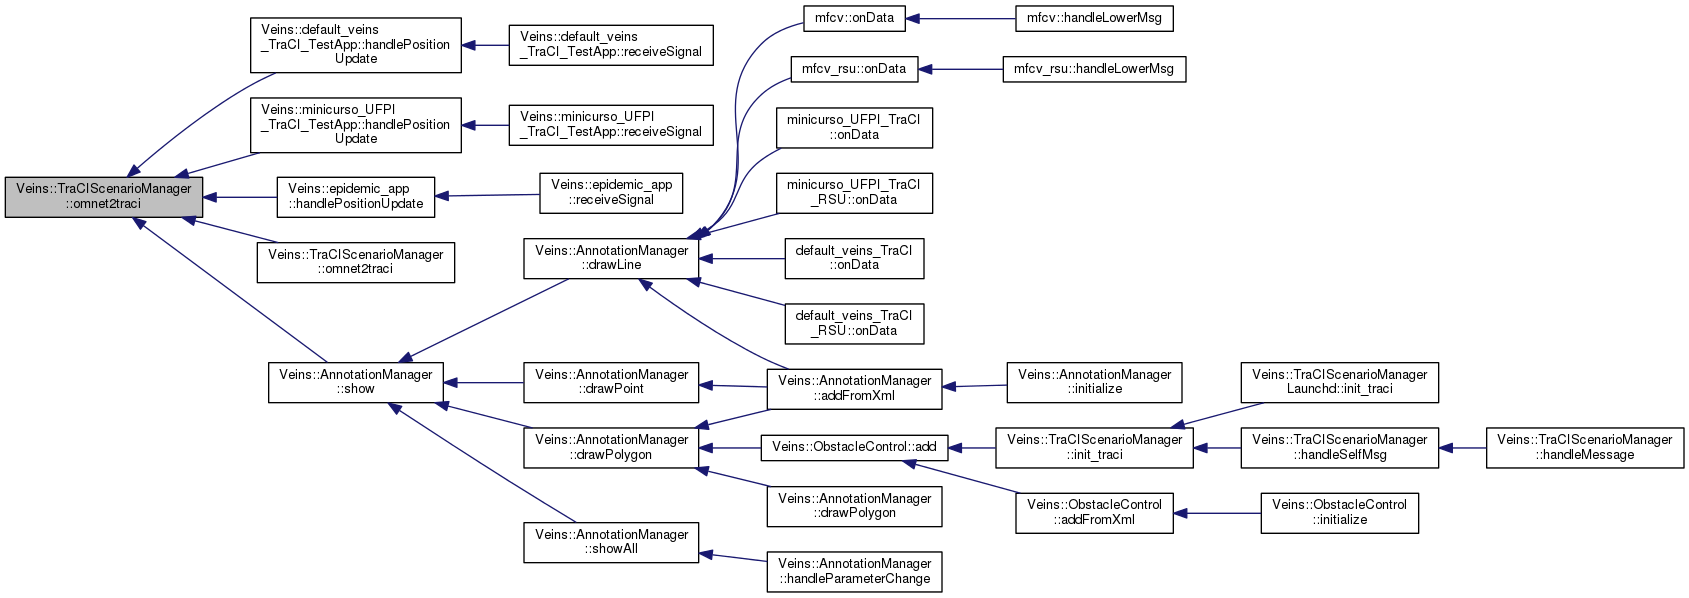 Veins::TraCIScenarioManager
::omnet2traci
Veins::default_veins
_TraCI_TestApp::handlePosition
Update
Veins::default_veins
_TraCI_TestApp::receiveSignal
Veins::minicurso_UFPI
_TraCI_TestApp::handlePosition
Update
Veins::minicurso_UFPI
_TraCI_TestApp::receiveSignal
Veins::epidemic_app
::handlePositionUpdate
Veins::epidemic_app
::receiveSignal
Veins::TraCIScenarioManager
::omnet2traci
Veins::AnnotationManager
::show
Veins::AnnotationManager
::drawLine
mfcv::onData
mfcv::handleLowerMsg
mfcv_rsu::onData
mfcv_rsu::handleLowerMsg
minicurso_UFPI_TraCI
::onData
minicurso_UFPI_TraCI
_RSU::onData
default_veins_TraCI
::onData
default_veins_TraCI
_RSU::onData
Veins::AnnotationManager
::drawPoint
Veins::AnnotationManager
::addFromXml
Veins::AnnotationManager
::initialize
Veins::AnnotationManager
::drawPolygon
Veins::ObstacleControl::add
Veins::TraCIScenarioManager
::init_traci
Veins::TraCIScenarioManager
Launchd::init_traci
Veins::TraCIScenarioManager
::handleSelfMsg
Veins::TraCIScenarioManager
::handleMessage
Veins::ObstacleControl
::addFromXml
Veins::ObstacleControl
::initialize
Veins::AnnotationManager
::drawPolygon
Veins::AnnotationManager
::showAll
Veins::AnnotationManager
::handleParameterChange